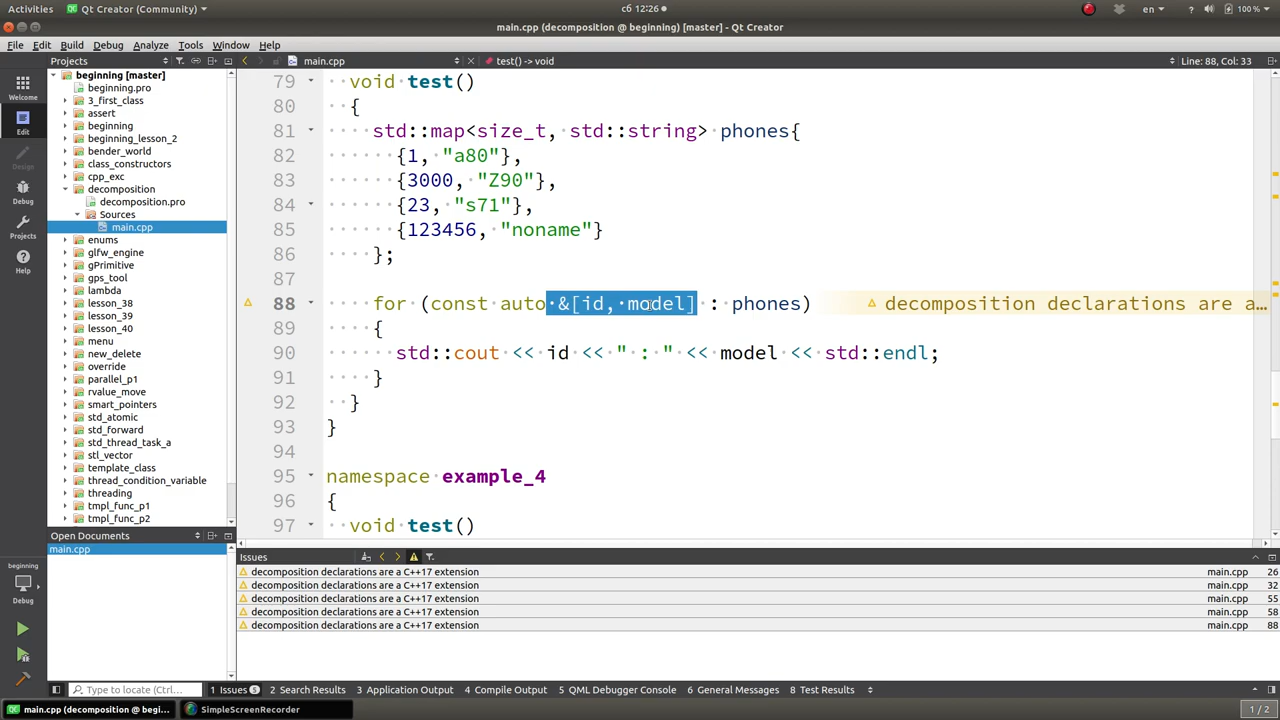 Activities Qt Creator (Community) сб 12:26 en ? 100 %
main.cpp (decomposition @ beginning) [master] - Qt Creator
File Edit Build Debug Analyze Tools Window Help
Projects main.cpp test() -> void Line: 88, Col: 33
beginning [master]
beginning.pro
3_first_class
assert
beginning
beginning_lesson_2
bender_world
class_constructors
cpp_exc
decomposition
decomposition.pro
Sources
main.cpp
enums
glfw_engine
gPrimitive
gps_tool
lambda
lesson_38
lesson_39
lesson_40
menu
new_delete
override
parallel_p1
rvalue_move
smart_pointers
std_atomic
std_forward
std_thread_task_a
stl_vector
template_class
thread_condition_variable
threading
tmpl_func_p1
tmpl_func_p2
Welcome
Edit
Design
Debug
Projects
Help
beginning
Debug
79 void test()
80 {
81 std::map<size_t, std::string> phones{
82 {1, "a80"},
83 {3000, "Z90"},
84 {23, "s71"},
85 {123456, "noname"}
86 };
87
88 for (const auto &[id, model] : phones) decomposition declarations are a…
89 {
90 std::cout << id << " : " << model << std::endl;
91 }
92 }
93 }
94
95 namespace example_4
96 {
97 void test()
Open Documents
main.cpp
Issues
decomposition declarations are a C++17 extension main.cpp 26
decomposition declarations are a C++17 extension main.cpp 32
decomposition declarations are a C++17 extension main.cpp 55
decomposition declarations are a C++17 extension main.cpp 58
decomposition declarations are a C++17 extension main.cpp 88
Type to locate (Ctrl+... 1 Issues 5 2 Search Results 3 Application Output 4 Compile Output 5 QML Debugger Console 6 General Messages 8 Test Results
main.cpp (decomposition @ begi... SimpleScreenRecorder 1 / 2